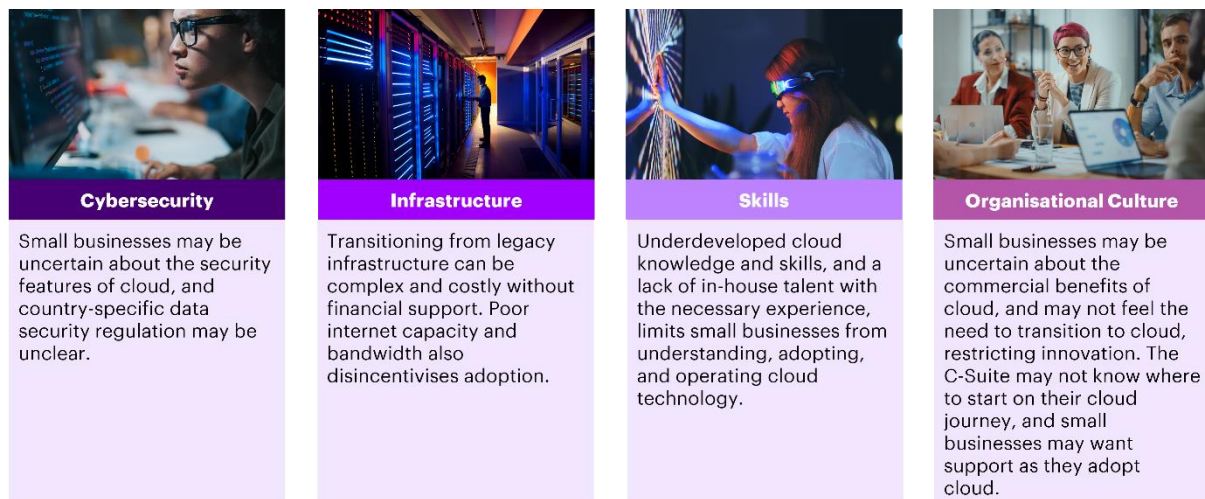 Cybersecurity
Small businesses may be
uncertain about the security
features of cloud, and
country-specific data
security regulation may be
unclear.
Infrastructure
Transitioning from legacy
infrastructure can be
complex and costly without
financial support. Poor
internet capacity and
bandwidth also
disincentivises adoption.
Skills
Underdeveloped cloud
knowledge and skills, and a
lack of in-house talent with
the necessary experience,
limits small businesses from
understanding, adopting,
and operating cloud
technology.
Organisational Culture
Small businesses may be
uncertain about the
commercial benefits of
cloud, and may not feel the
need to transition to cloud,
restricting innovation. The
C-Suite may not know where
to start on their cloud
journey, and small
businesses may want
support as they adopt
cloud.